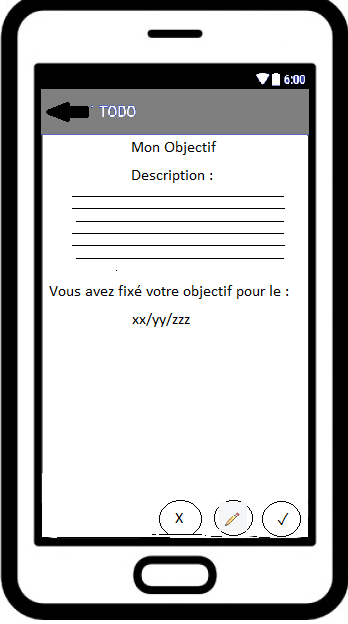 6:00
TODO
Mon Objectif
Description :
Vous avez fixé votre objectif pour le :
xx/yy/zzz
X